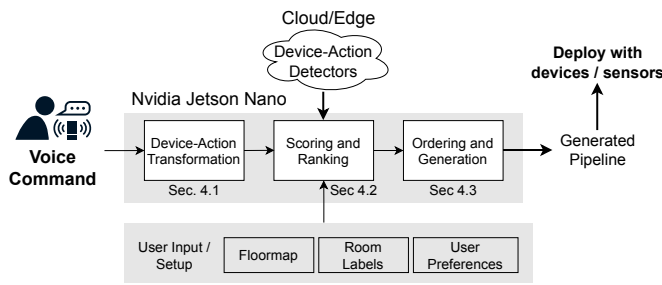 Cloud/Edge
Device-Action
Detectors
Deploy with
devices / sensors
Nvidia Jetson Nano
Voice
Command
Device-Action
Transformation
Scoring and
Ranking
Ordering and
Generation
Generated
Pipeline
Sec. 4.1
Sec 4.2
Sec 4.3
User Input /
Setup
Floormap
Room
Labels
User
Preferences